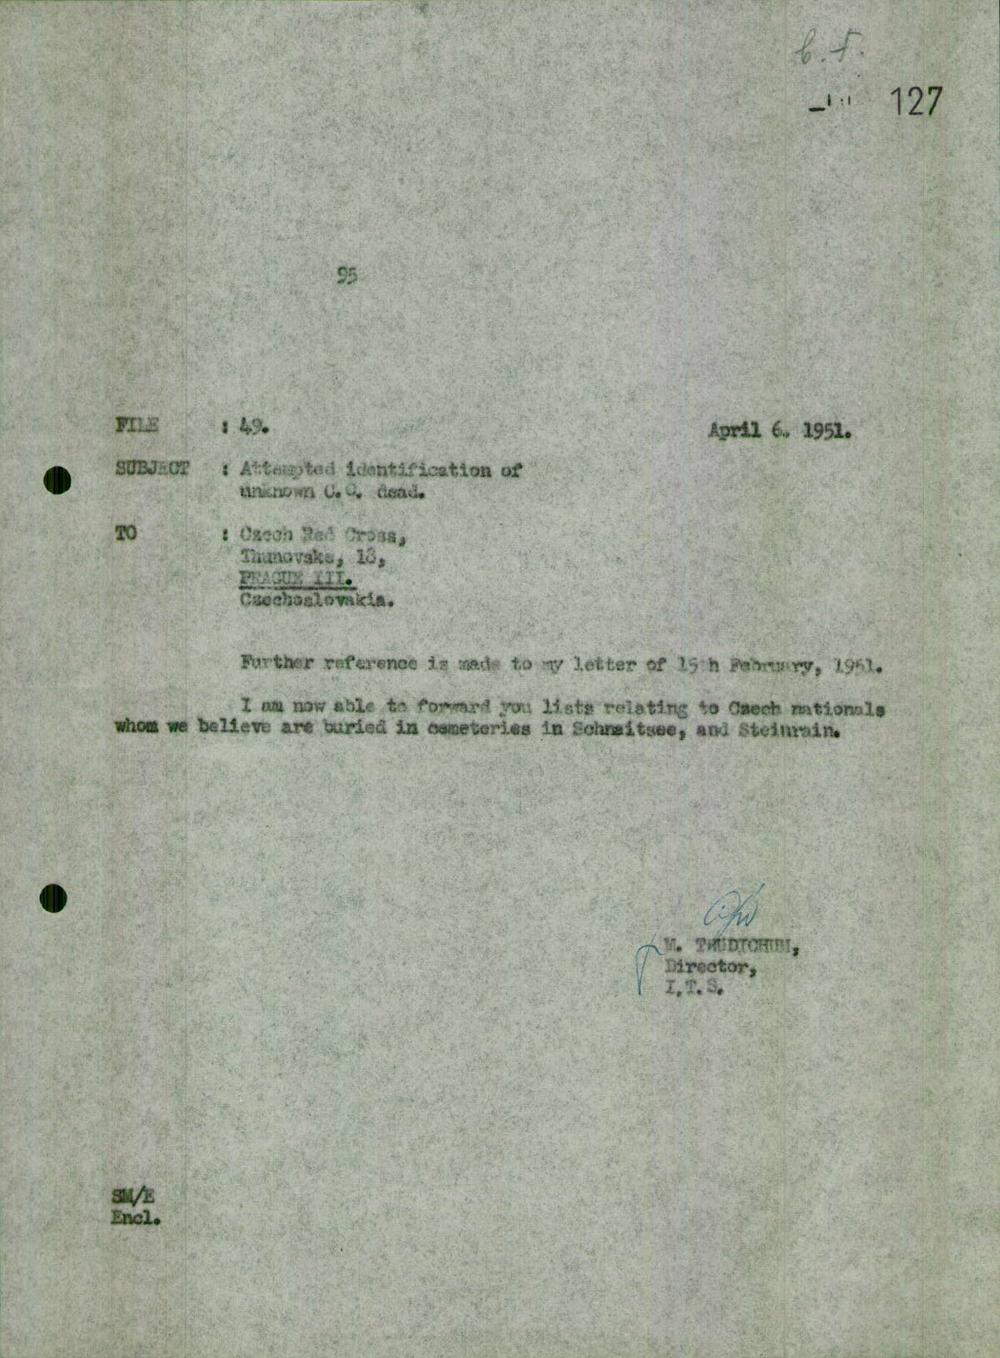 127
95
FILE : 49. April 6. 1951.
SUBJECT : Attempted identification of
unknown C.C. dead.
TO : Czech Red Cross,
Thunovska, 18,
PRAGUE III.
Czechoslovakia.
Further reference is made to my letter of 15th February, 1951.
I am now able to forward you lists relating to Czech nationals
whom we believe are buried in cemeteries in Schnaitsee, and Steinrain.
M. THUDICHUM,
Director,
I.T.S.
SM/E
Encl.